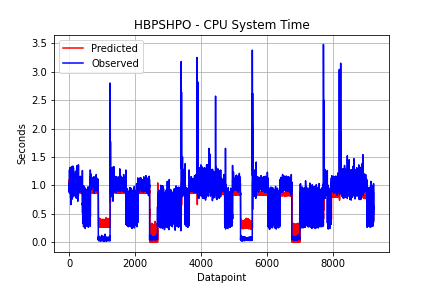 HBPSHPO - CPU System Time
Predicted
Observed
Seconds
3.5
3.0
2.5
2.0
1.5
1.0
0.5
0.0
0 2000 4000 6000 8000
Datapoint